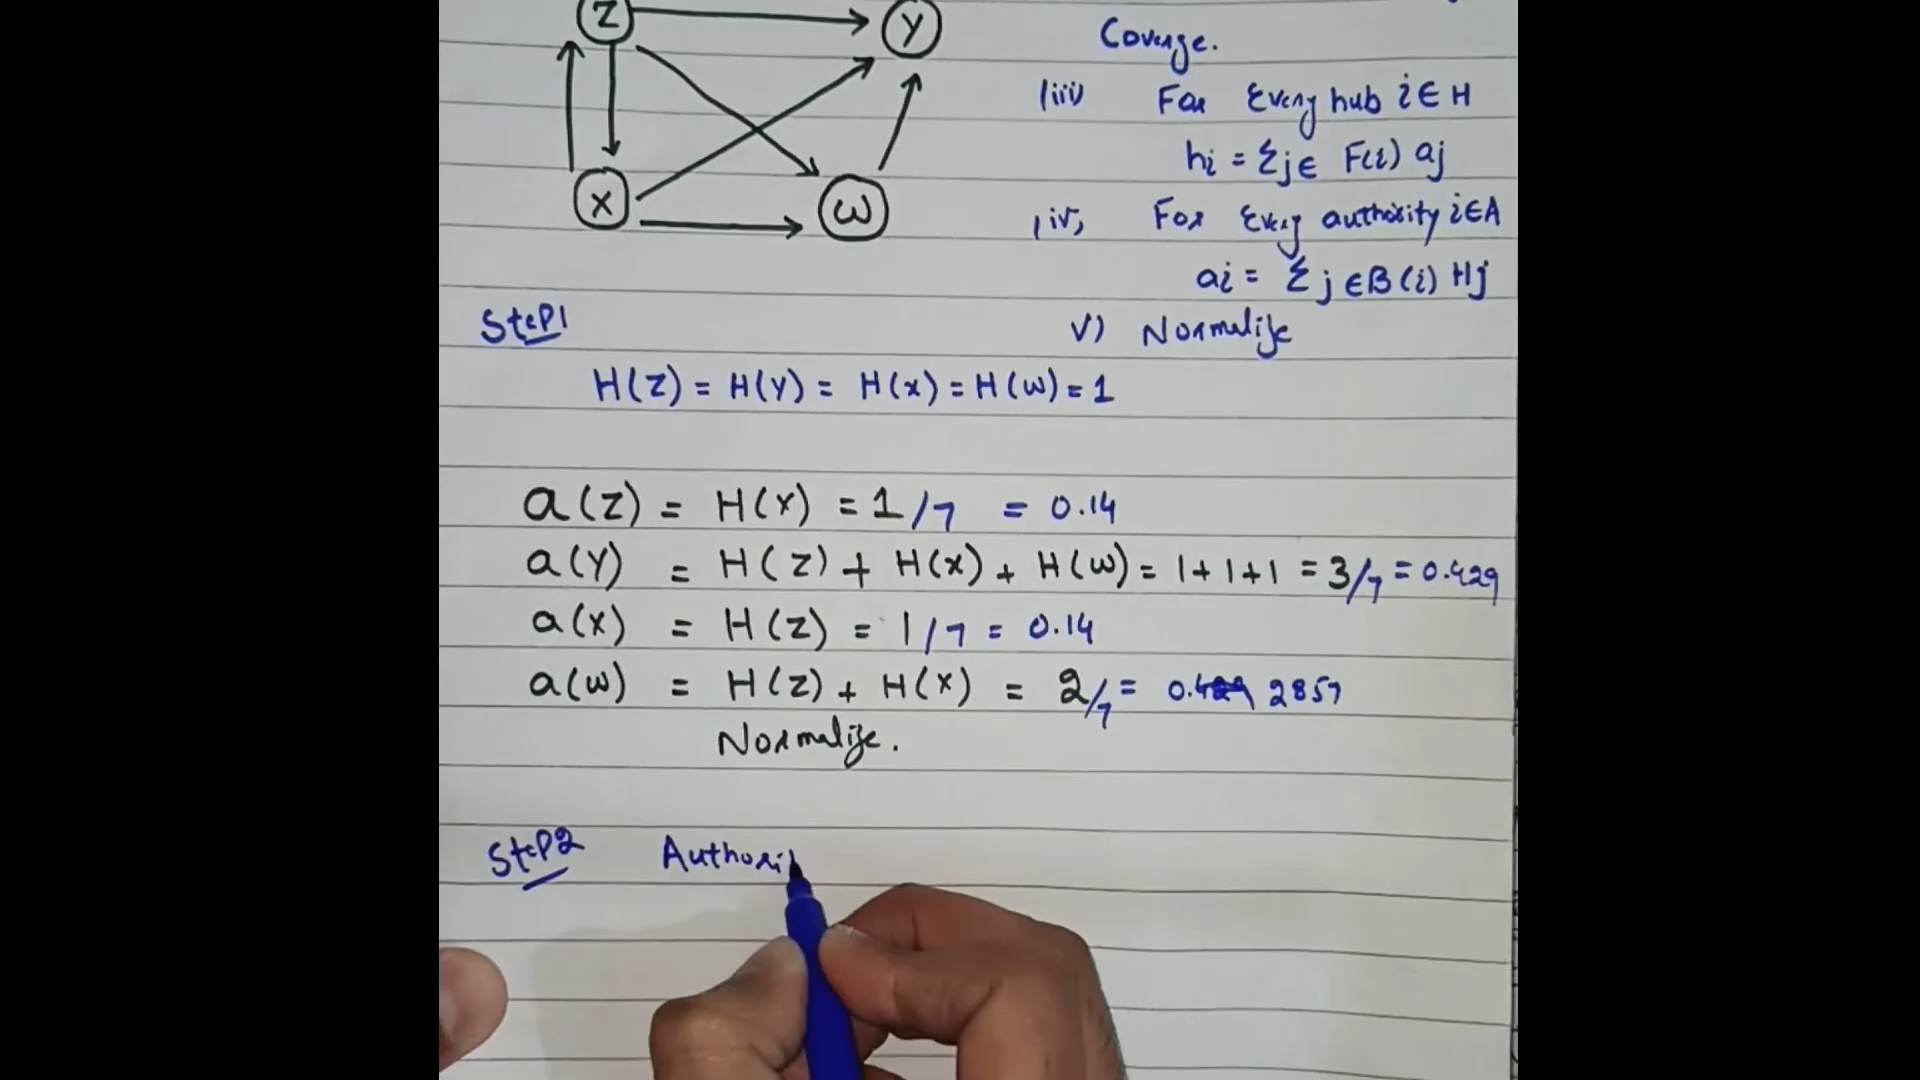 Z
Y
X
W
Coverge.
(iii) For Every hub i∈H
hi = Σj∈ F(i) aj
(iv) For Every authority i∈A
ai = Σ j∈B(i) Hj
V) Normalize
Step1
H(Z) = H(Y) = H(X) = H(W) = 1
a(Z) = H(X) = 1/7 = 0.14
a(Y) = H(Z) + H(X) + H(W) = 1+1+1 = 3/7 = 0.429
a(X) = H(Z) = 1/7 = 0.14
a(W) = H(Z) + H(X) = 2/7 = 0. 2857
Normalize.
Step2 Authori